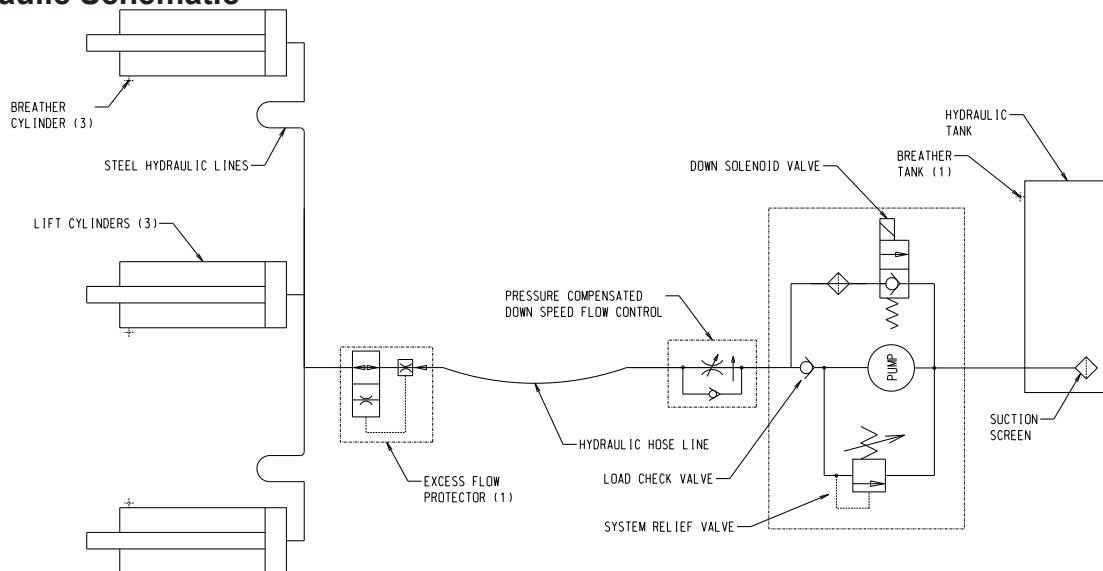 BREATHER
CYLINDER (3)
STEEL HYDRAULIC LINES
LIFT CYLINDERS (3)
EXCESS FLOW
PROTECTOR (1)
HYDRAULIC HOSE LINE
PRESSURE COMPENSATED
DOWN SPEED FLOW CONTROL
DOWN SOLENOID VALVE
LOAD CHECK VALVE
SYSTEM RELIEF VALVE
PUMP
HYDRAULIC
TANK
BREATHER
TANK (1)
SUCTION
SCREEN